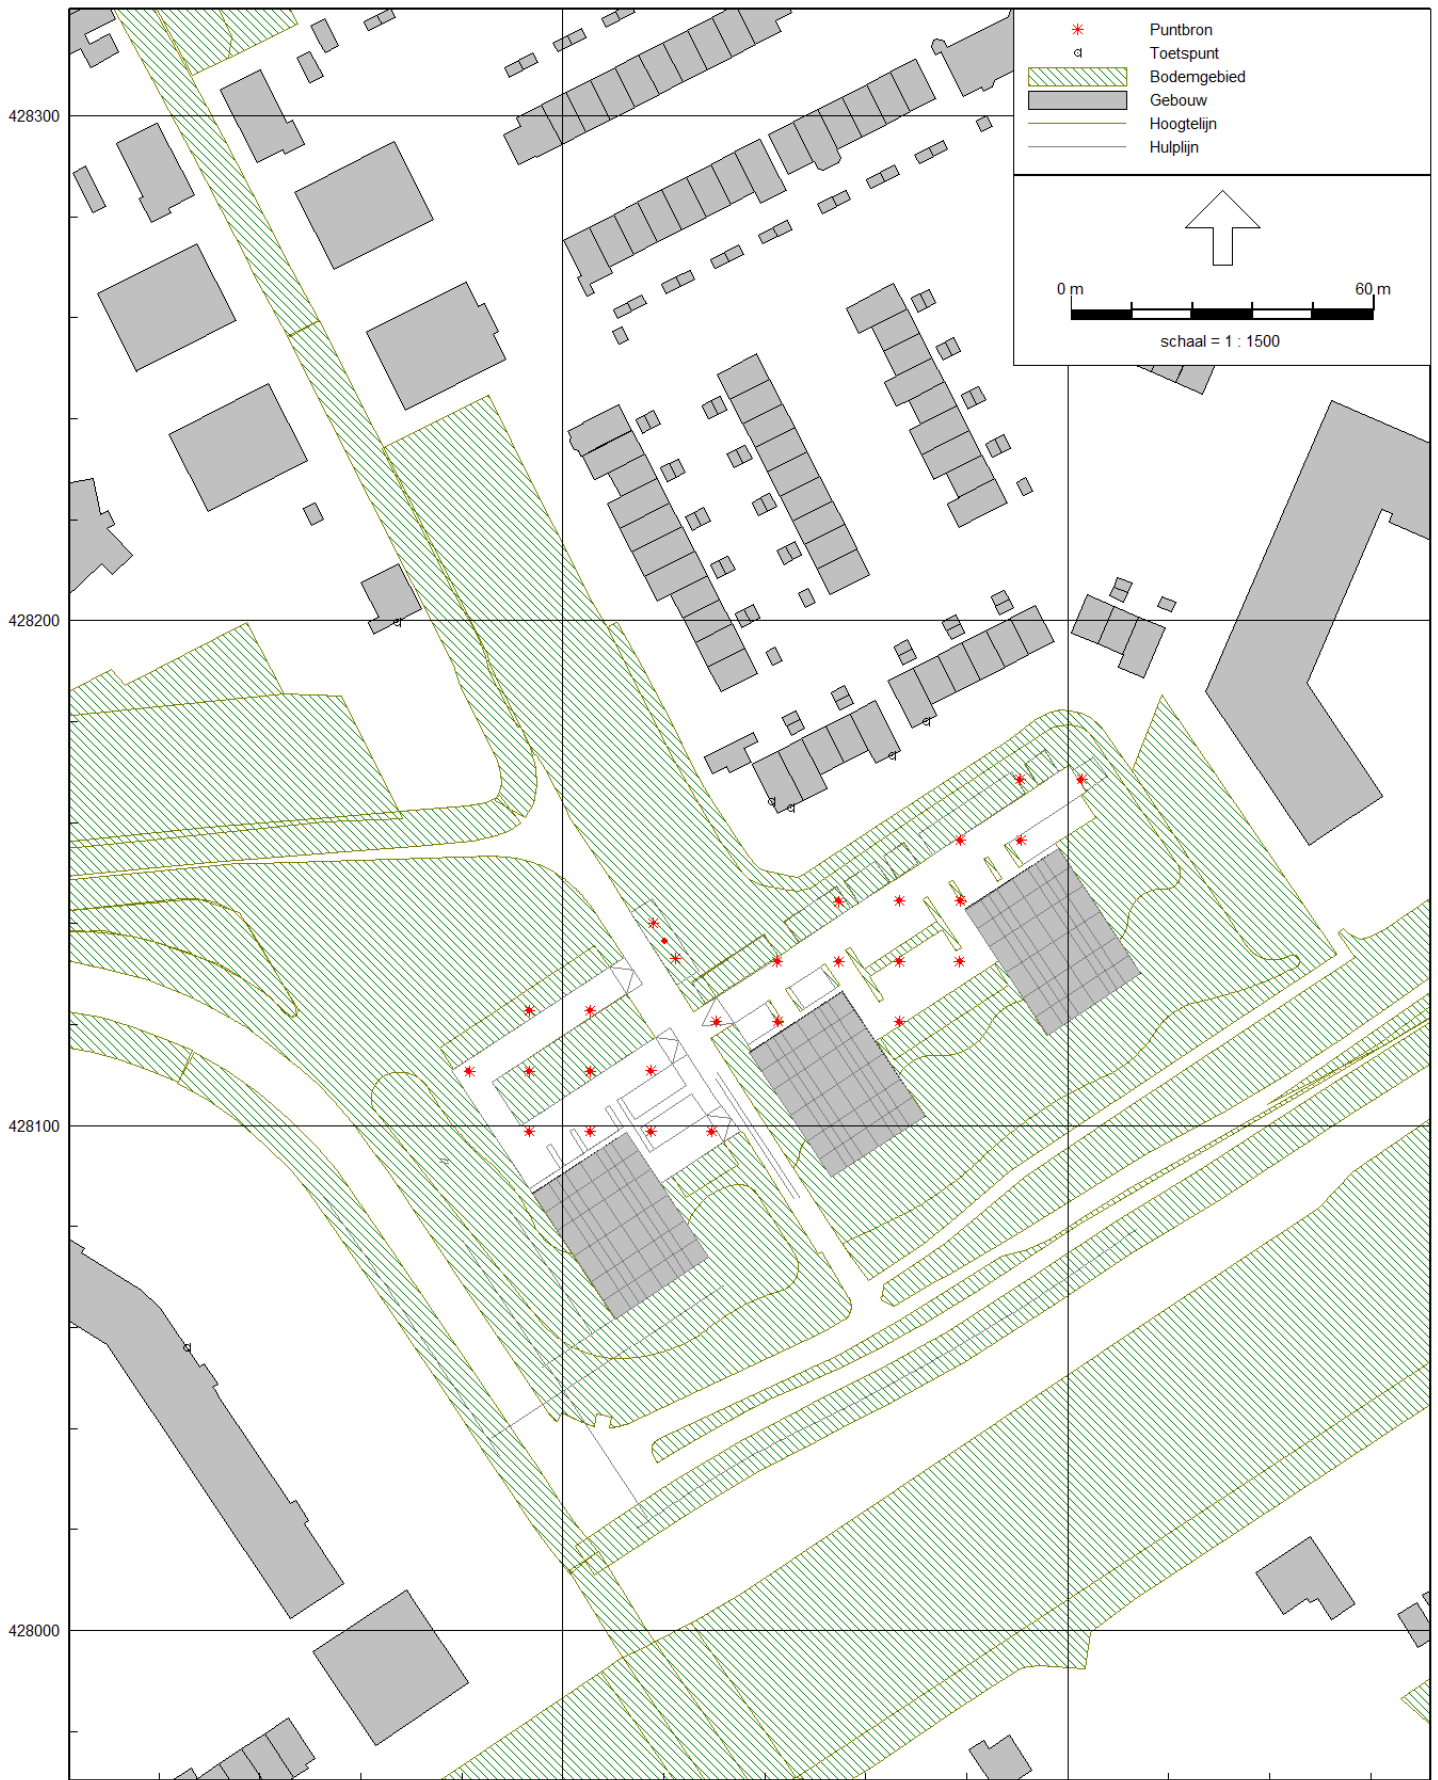 Puntbron
Toetspunt
Bodemgebied
Gebouw
Hoogtelijn
Hulplijn
0 m 60 m
schaal = 1 : 1500
428300
428200
428100
428000